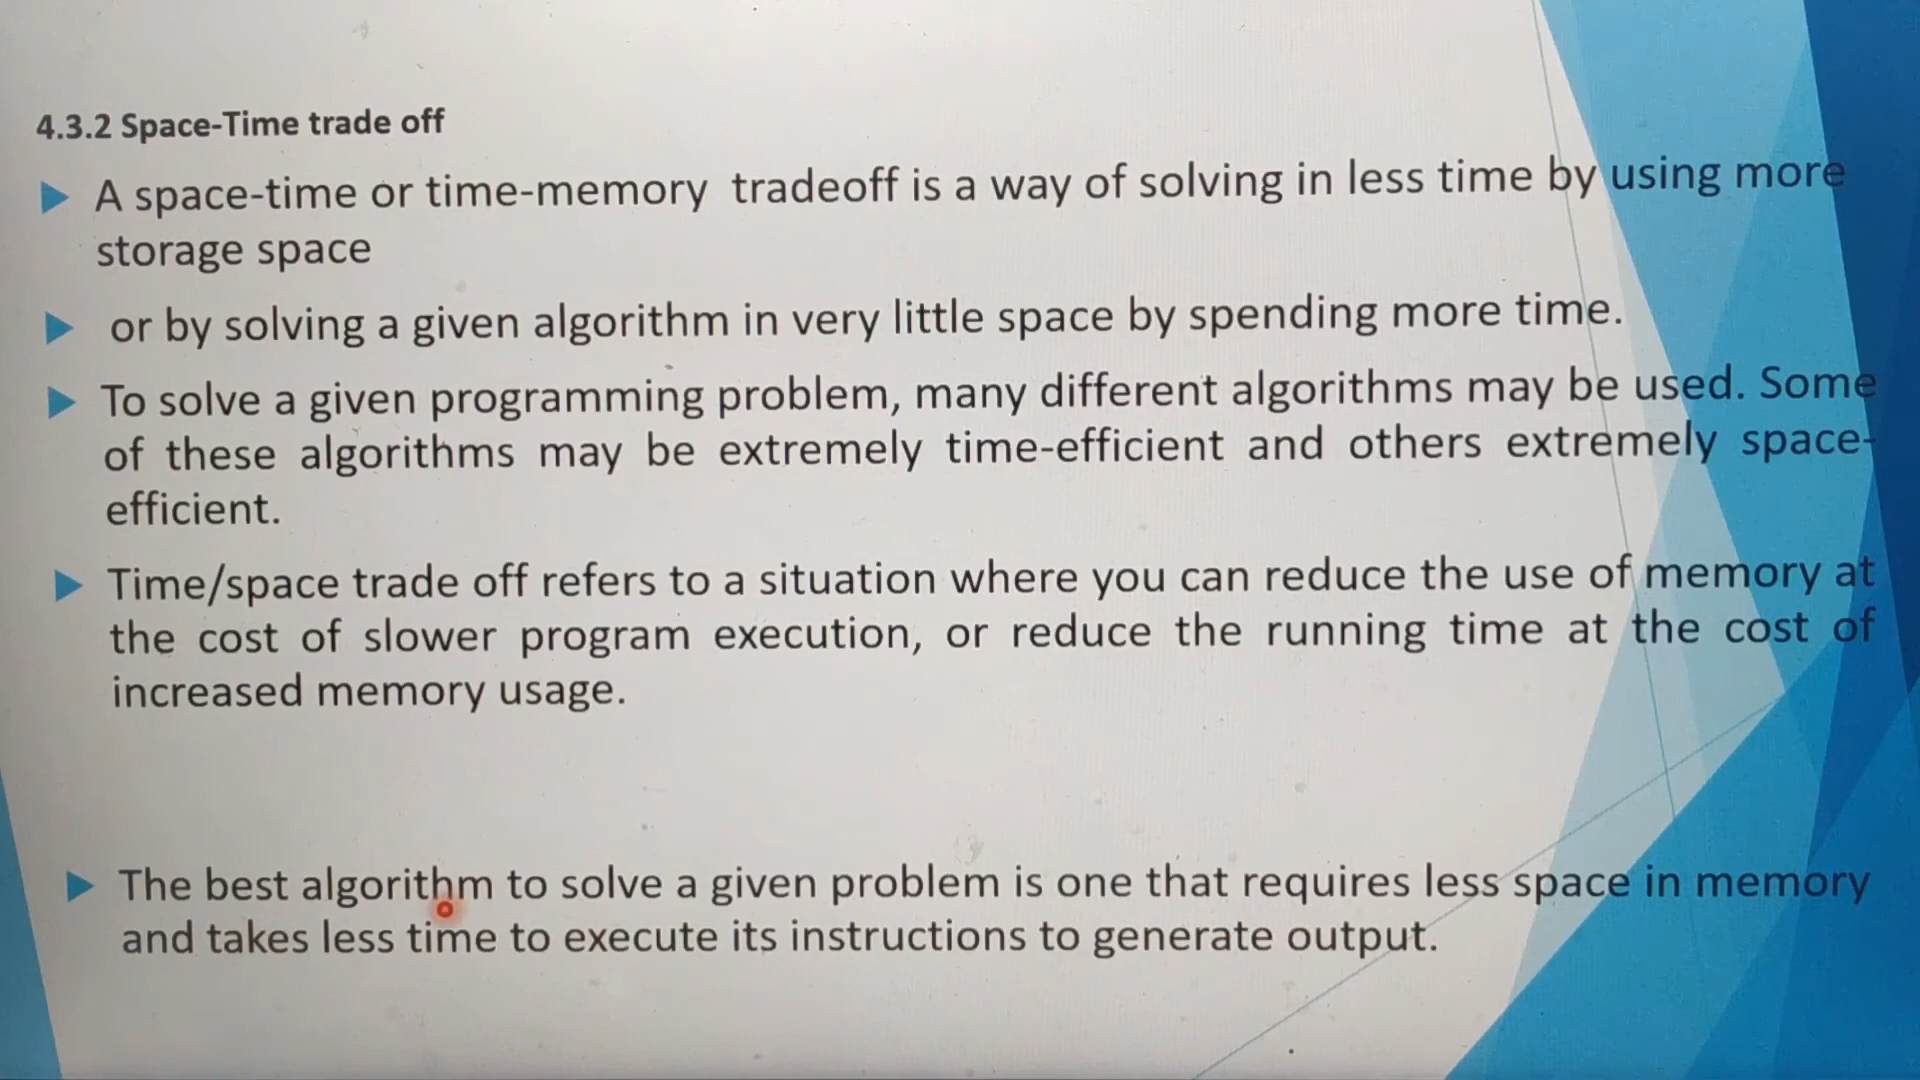 4.3.2 Space-Time trade off
A space-time or time-memory tradeoff is a way of solving in less time by using more
storage space
or by solving a given algorithm in very little space by spending more time.
To solve a given programming problem, many different algorithms may be used. Some
of these algorithms may be extremely time-efficient and others extremely space-
efficient.
Time/space trade off refers to a situation where you can reduce the use of memory at
the cost of slower program execution, or reduce the running time at the cost of
increased memory usage.
The best algorithm to solve a given problem is one that requires less space in memory
and takes less time to execute its instructions to generate output.